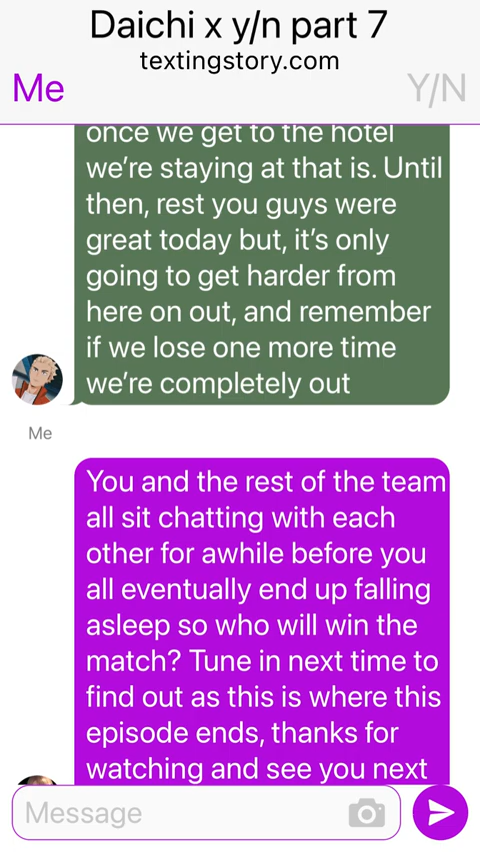 Daichi x y/n part 7
textingstory.com
Me
Y/N
once we get to the hotel
we’re staying at that is. Until
then, rest you guys were
great today but, it’s only
going to get harder from
here on out, and remember
if we lose one more time
we’re completely out
Me
You and the rest of the team
all sit chatting with each
other for awhile before you
all eventually end up falling
asleep so who will win the
match? Tune in next time to
find out as this is where this
episode ends, thanks for
watching and see you next
Message